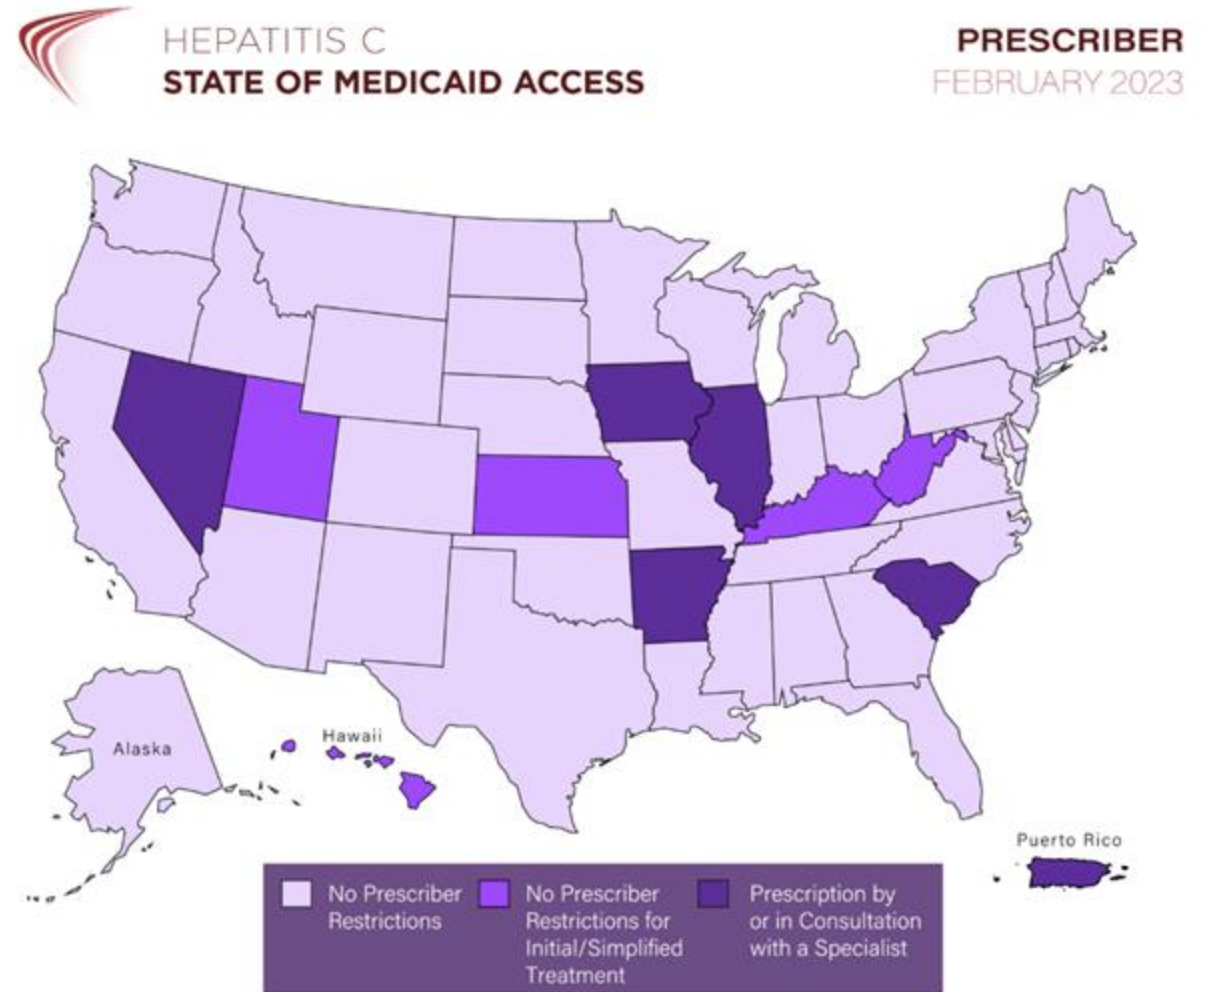 HEPATITIS C
STATE OF MEDICAID ACCESS
PRESCRIBER
FEBRUARY 2023
Alaska
Hawaii
Puerto Rico
No Prescriber
Restrictions
No Prescriber
Restrictions for
Initial/Simplified
Treatment
Prescription by
or in Consultation
with a Specialist